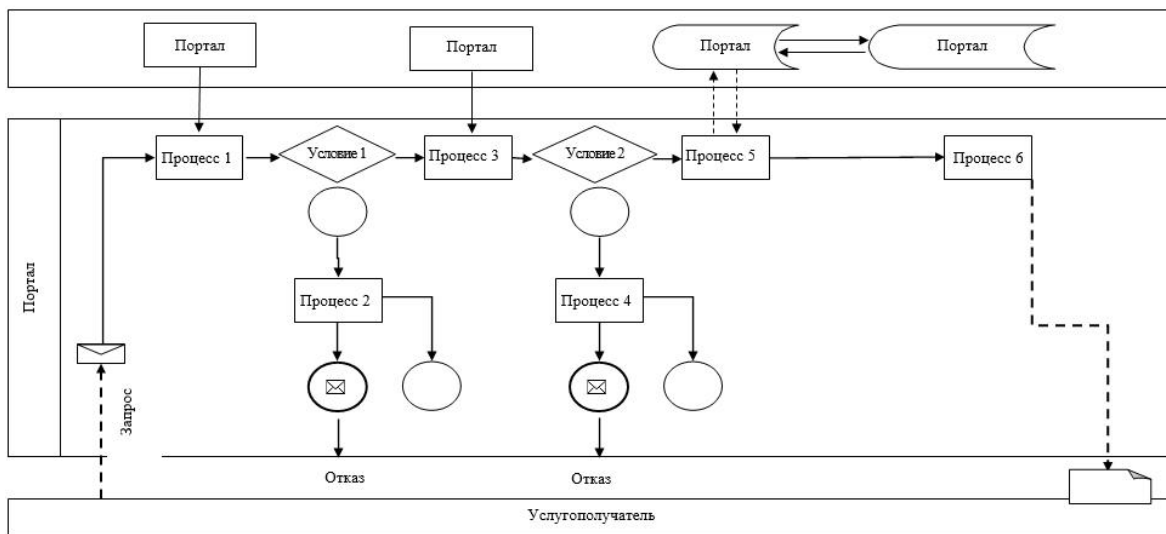 Портал
Портал
Портал
Портал
Процесс 1
Условие 1
Процесс 3
Условие 2
Процесс 5
Процесс 6
Портал
Процесс 2
Процесс 4
Запрос
Отказ
Отказ
Услугополучатель